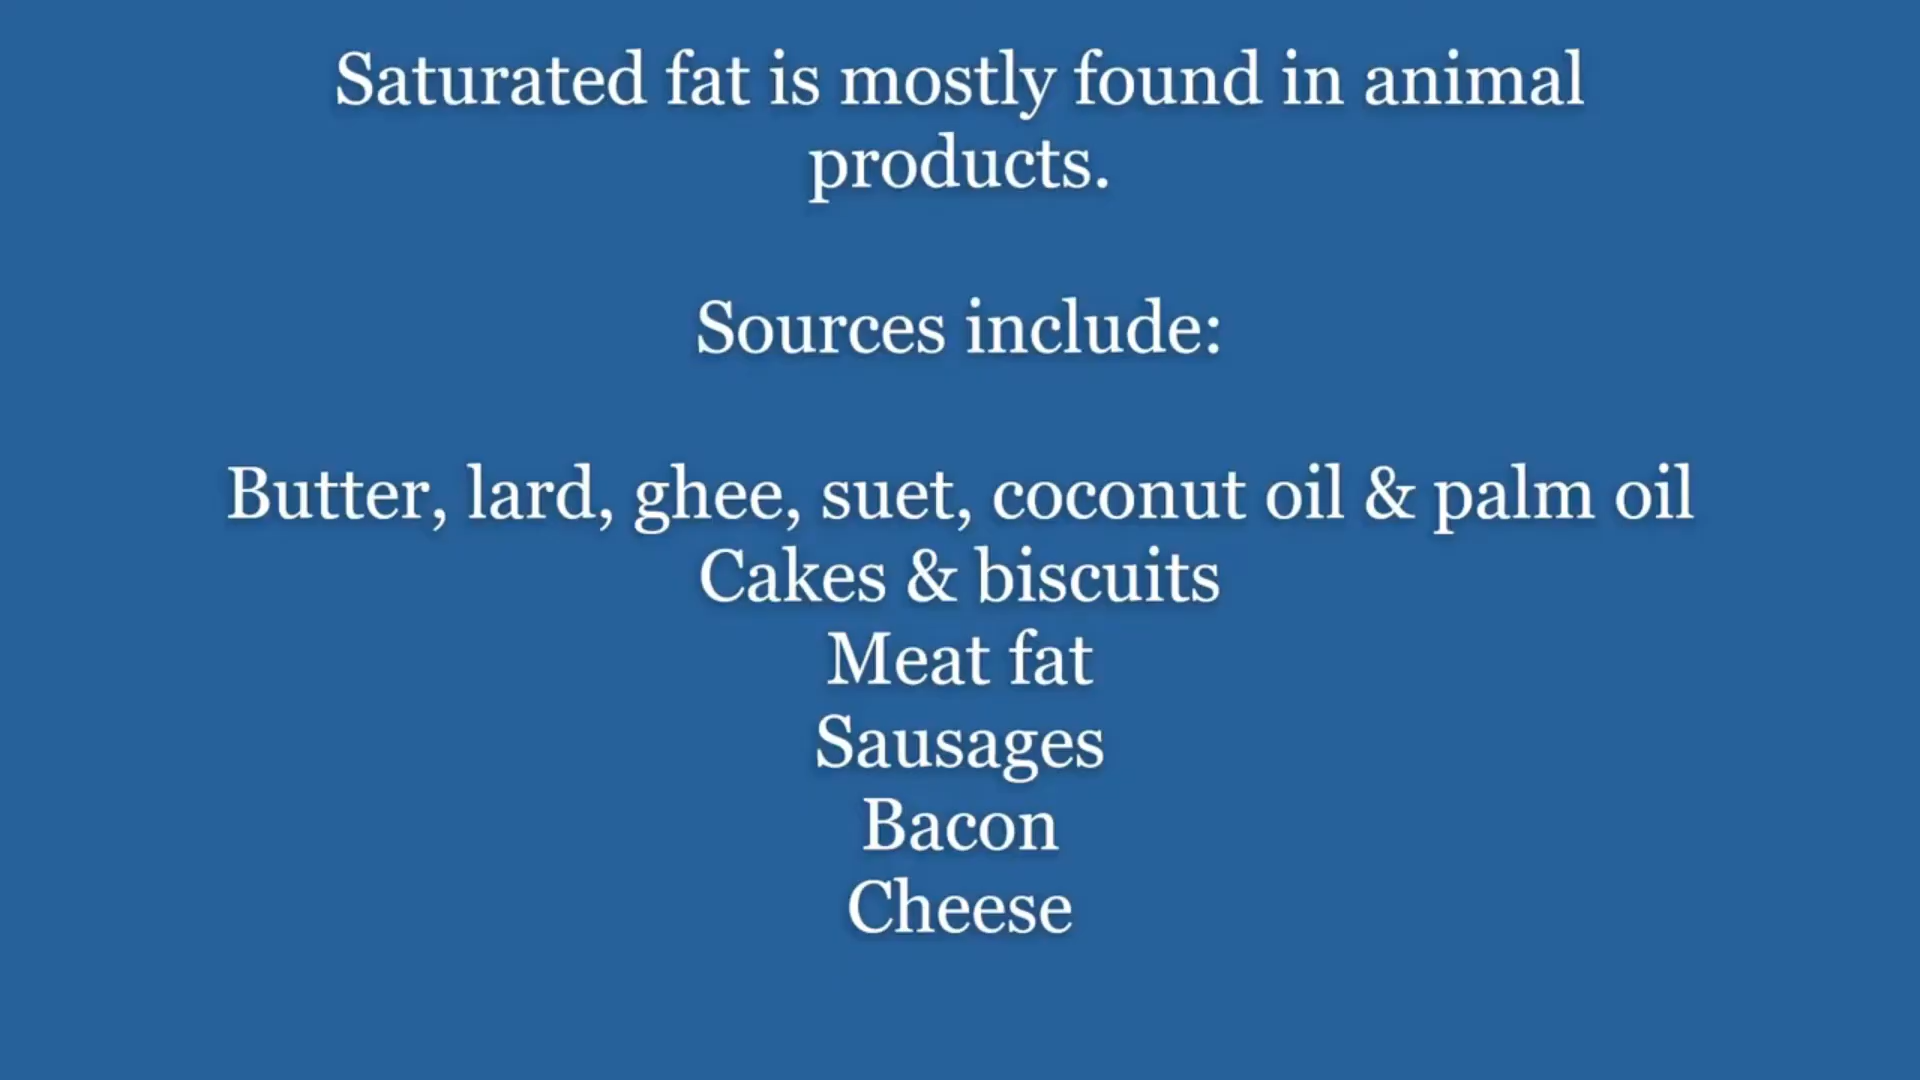 Saturated fat is mostly found in animal
products.
Sources include:
Butter, lard, ghee, suet, coconut oil & palm oil
Cakes & biscuits
Meat fat
Sausages
Bacon
Cheese